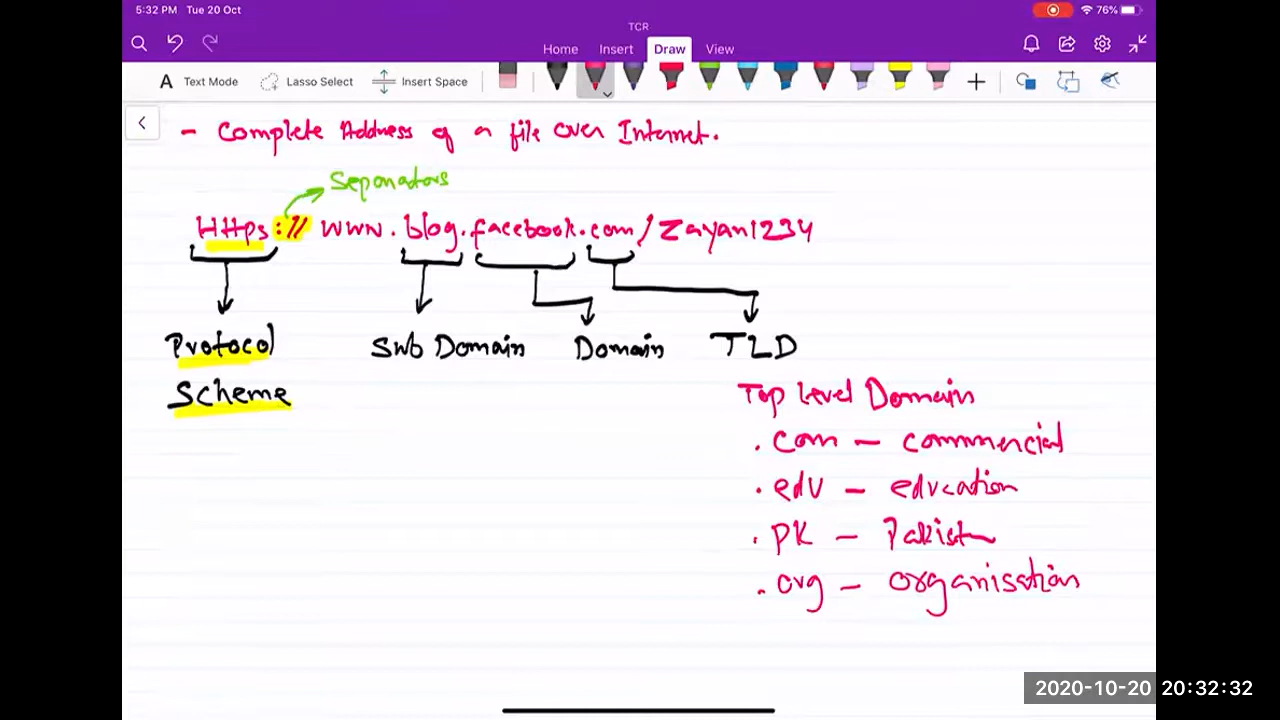 5:32 PM Tue 20 Oct
76%
TCR
Home Insert Draw View
Text Mode Lasso Select Insert Space
- Complete Address of a file over Internet.
Seperators
HHps:// www.blog.facebook.com/Zayan1234
Protocol Sub Domain Domain TLD
Scheme
Top Level Domain
.com - commercial
.edu - education
.pk - Pakistan
.org - organisation
2020-10-20 20:32:32